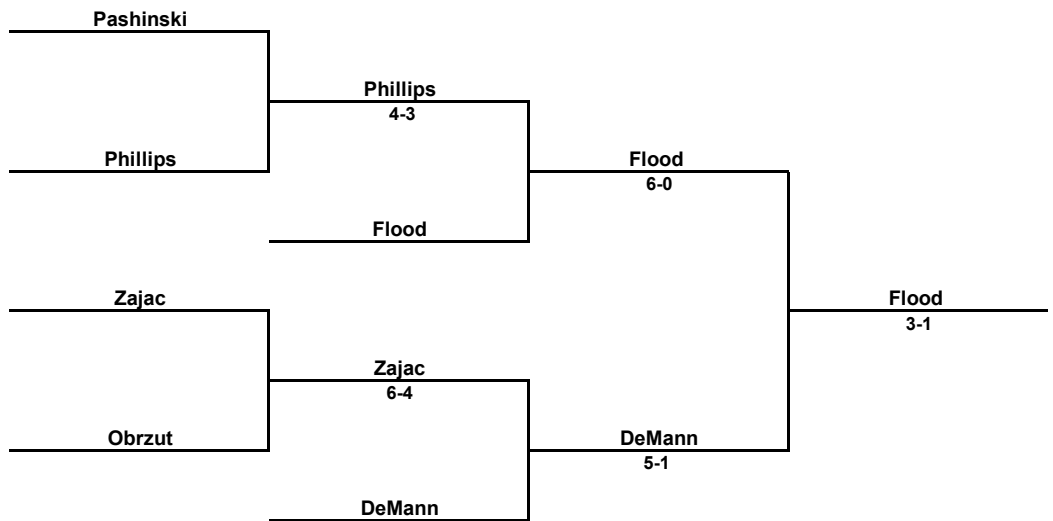 Pashinski
Phillips
4-3
Phillips
Flood
6-0
Flood
Zajac
Flood
3-1
Zajac
6-4
Obrzut
DeMann
5-1
DeMann